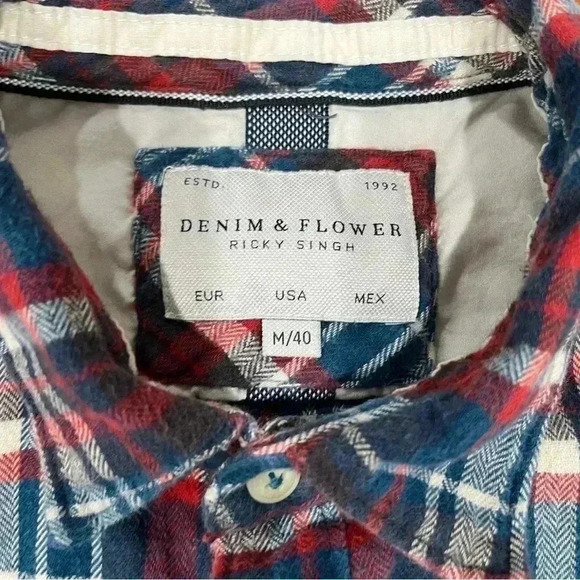 ESTD. 1992
DENIM & FLOWER
RICKY SINGH
EUR USA MEX
M/40